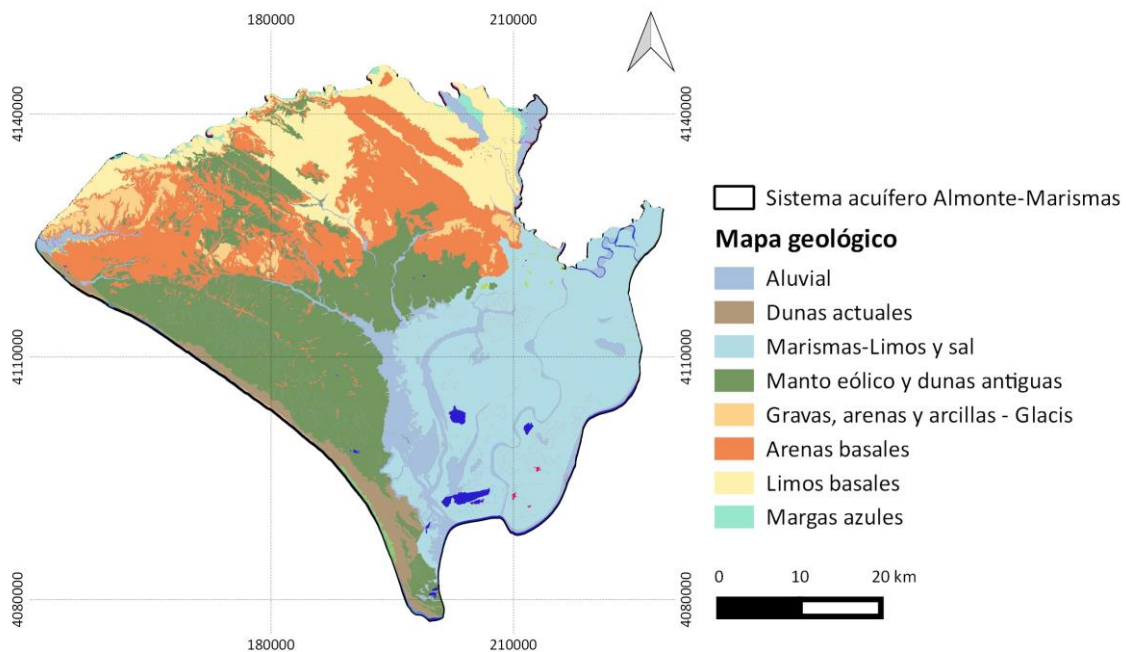 180000
210000
4140000
4140000
4110000
4110000
4080000
4080000
180000
210000
Sistema acuífero Almonte-Marismas
Mapa geológico
Aluvial
Dunas actuales
Marismas-Limos y sal
Manto eólico y dunas antiguas
Gravas, arenas y arcillas - Glacis
Arenas basales
Limos basales
Margas azules
0 10 20 km